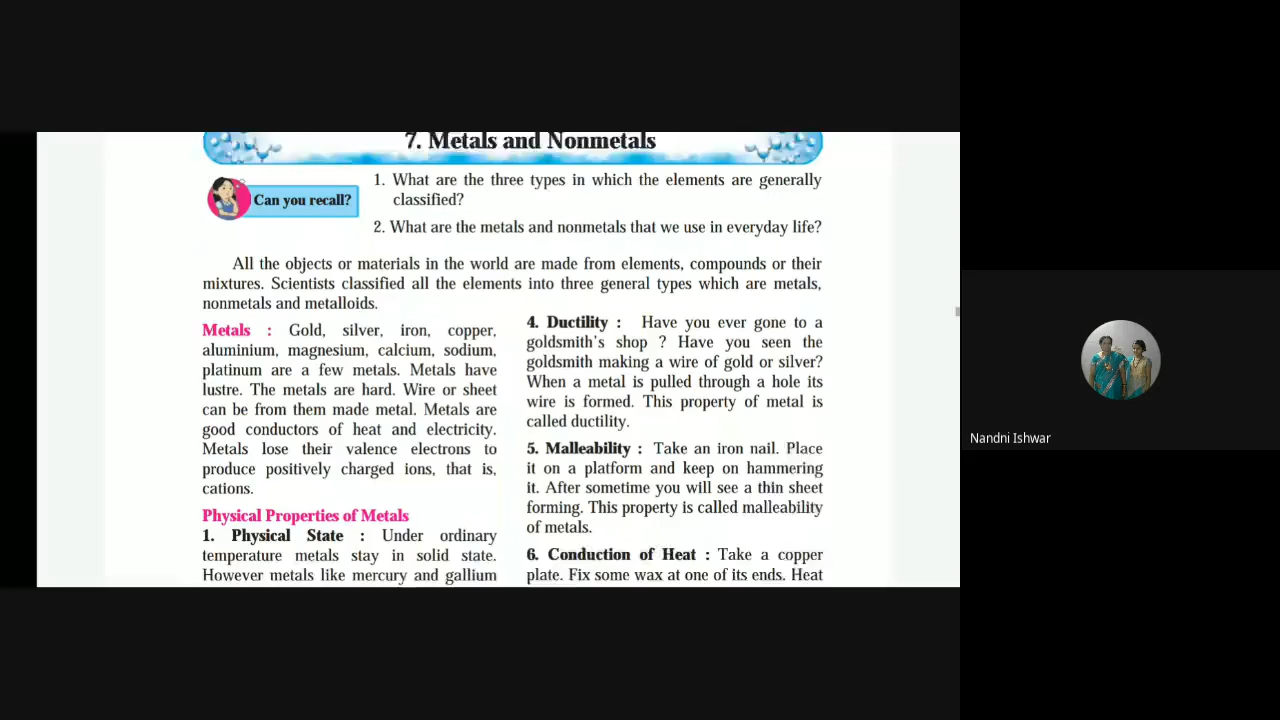 7. Metals and Nonmetals
Can you recall?
1. What are the three types in which the elements are generally
classified?
2. What are the metals and nonmetals that we use in everyday life?
All the objects or materials in the world are made from elements, compounds or their
mixtures. Scientists classified all the elements into three general types which are metals,
nonmetals and metalloids.
Metals : Gold, silver, iron, copper,
aluminium, magnesium, calcium, sodium,
platinum are a few metals. Metals have
lustre. The metals are hard. Wire or sheet
can be from them made metal. Metals are
good conductors of heat and electricity.
Metals lose their valence electrons to
produce positively charged ions, that is,
cations.
Physical Properties of Metals
1. Physical State : Under ordinary
temperature metals stay in solid state.
However metals like mercury and gallium
4. Ductility : Have you ever gone to a
goldsmith's shop ? Have you seen the
goldsmith making a wire of gold or silver?
When a metal is pulled through a hole its
wire is formed. This property of metal is
called ductility.
5. Malleability : Take an iron nail. Place
it on a platform and keep on hammering
it. After sometime you will see a thin sheet
forming. This property is called malleability
of metals.
6. Conduction of Heat : Take a copper
plate. Fix some wax at one of its ends. Heat
Nandni Ishwar